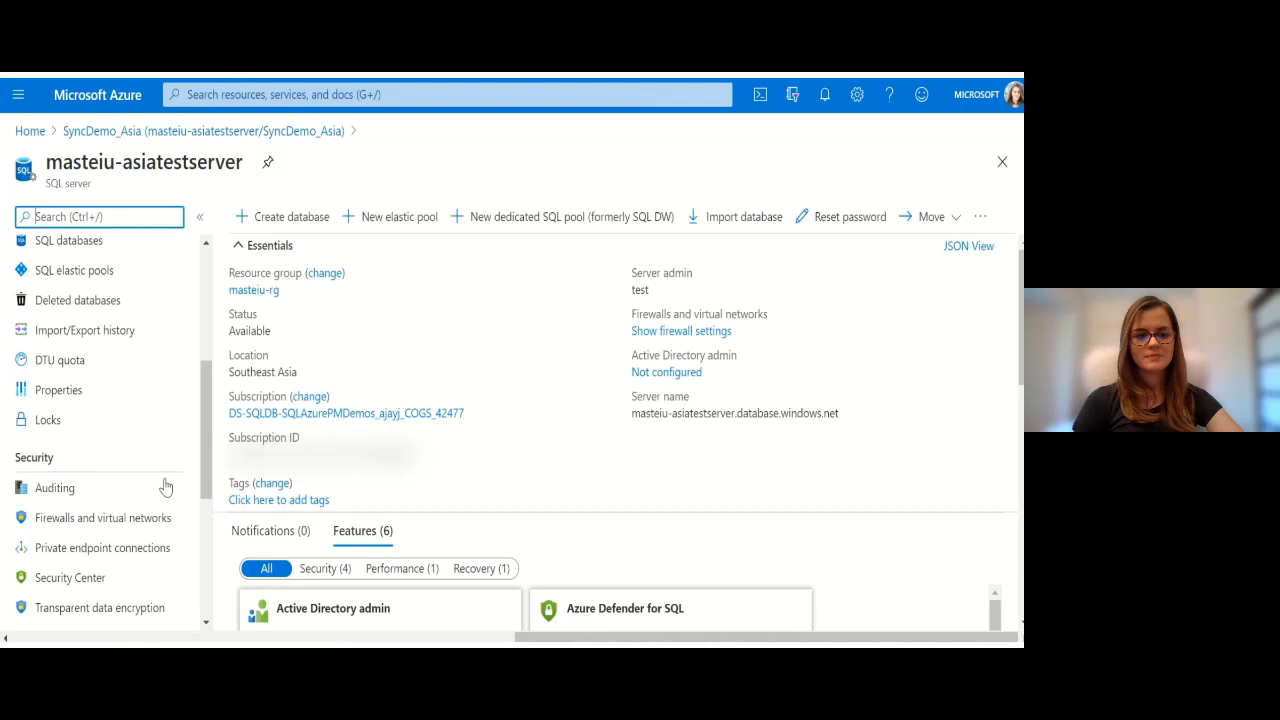 Microsoft Azure
Search resources, services, and docs (G+/)
MICROSOFT
Home > SyncDemo_Asia (masteiu-asiatestserver/SyncDemo_Asia) >
masteiu-asiatestserver
SQL
SQL server
Search (Ctrl+/)
«
SQL databases
SQL elastic pools
Deleted databases
Import/Export history
DTU quota
Properties
Locks
Security
Auditing
Firewalls and virtual networks
Private endpoint connections
Security Center
Transparent data encryption
+ Create database
+ New elastic pool
+ New dedicated SQL pool (formerly SQL DW)
Import database
Reset password
Move
...
Essentials
JSON View
Resource group (change)
masteiu-rg
Status
Available
Location
Southeast Asia
Subscription (change)
DS-SQLDB-SQLAzurePMDemos_ajayj_COGS_42477
Subscription ID
Tags (change)
Click here to add tags
Server admin
test
Firewalls and virtual networks
Show firewall settings
Active Directory admin
Not configured
Server name
masteiu-asiatestserver.database.windows.net
Notifications (0)
Features (6)
All
Security (4)
Performance (1)
Recovery (1)
Active Directory admin
Azure Defender for SQL